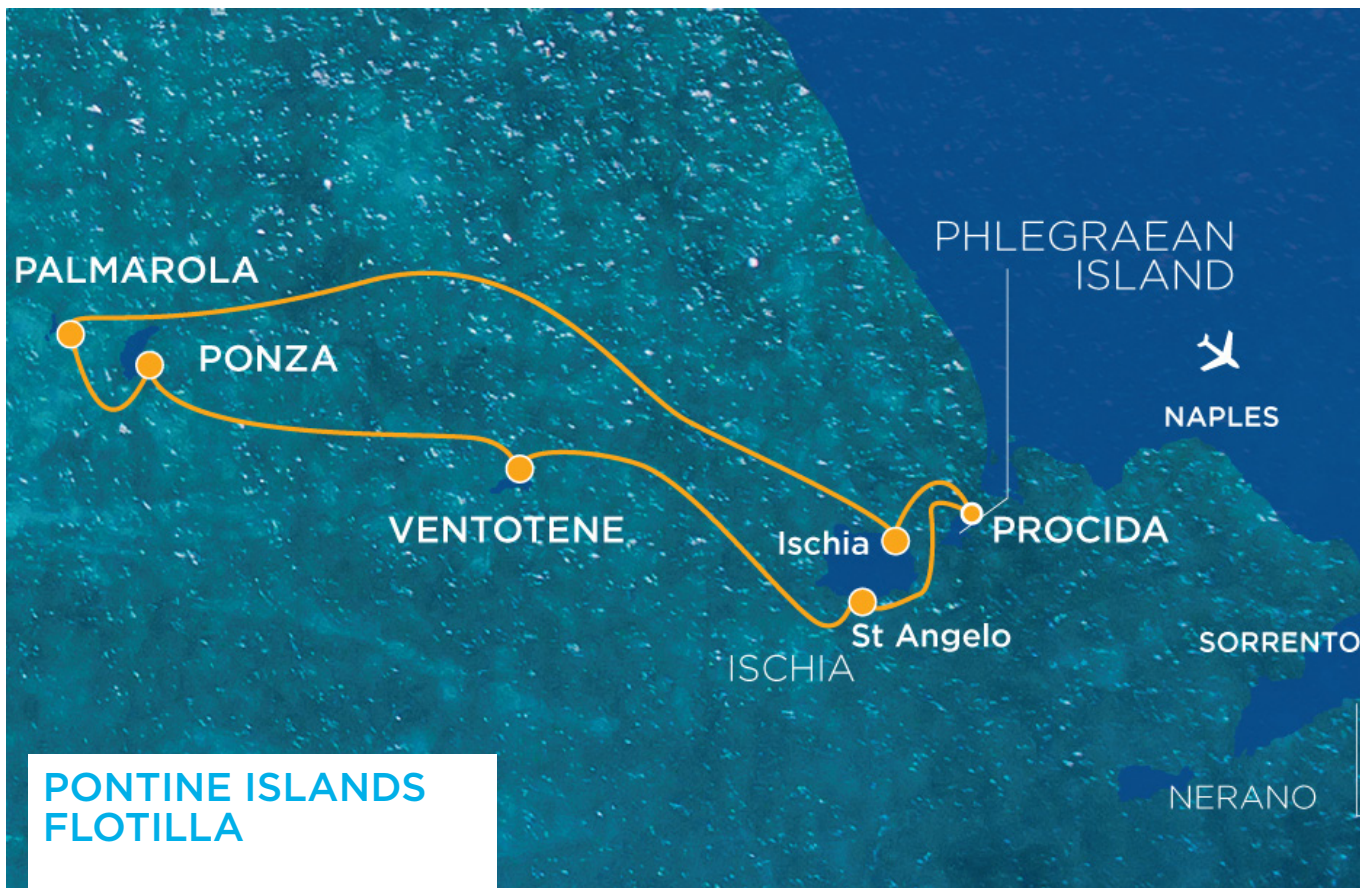 PHLEGRAEAN
ISLAND
PALMAROLA
PONZA
NAPLES
VENTOTENE
Ischia
PROCIDA
St Angelo
ISCHIA
SORRENTO
NERANO
PONTINE ISLANDS
FLOTILLA